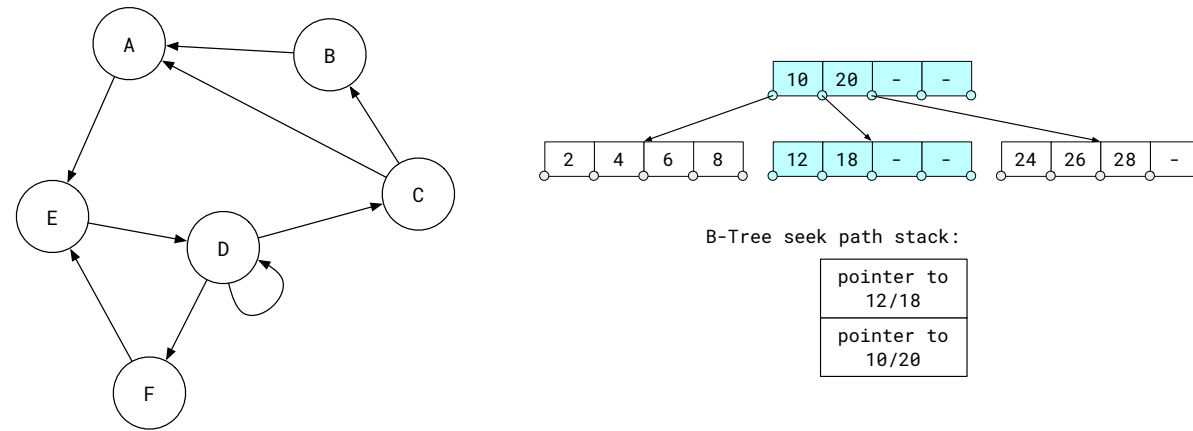 A
B
C
E
D
F
10 20 - -
2 4 6 8
12 18 - -
24 26 28 -
B-Tree seek path stack:
pointer to
12/18
pointer to
10/20